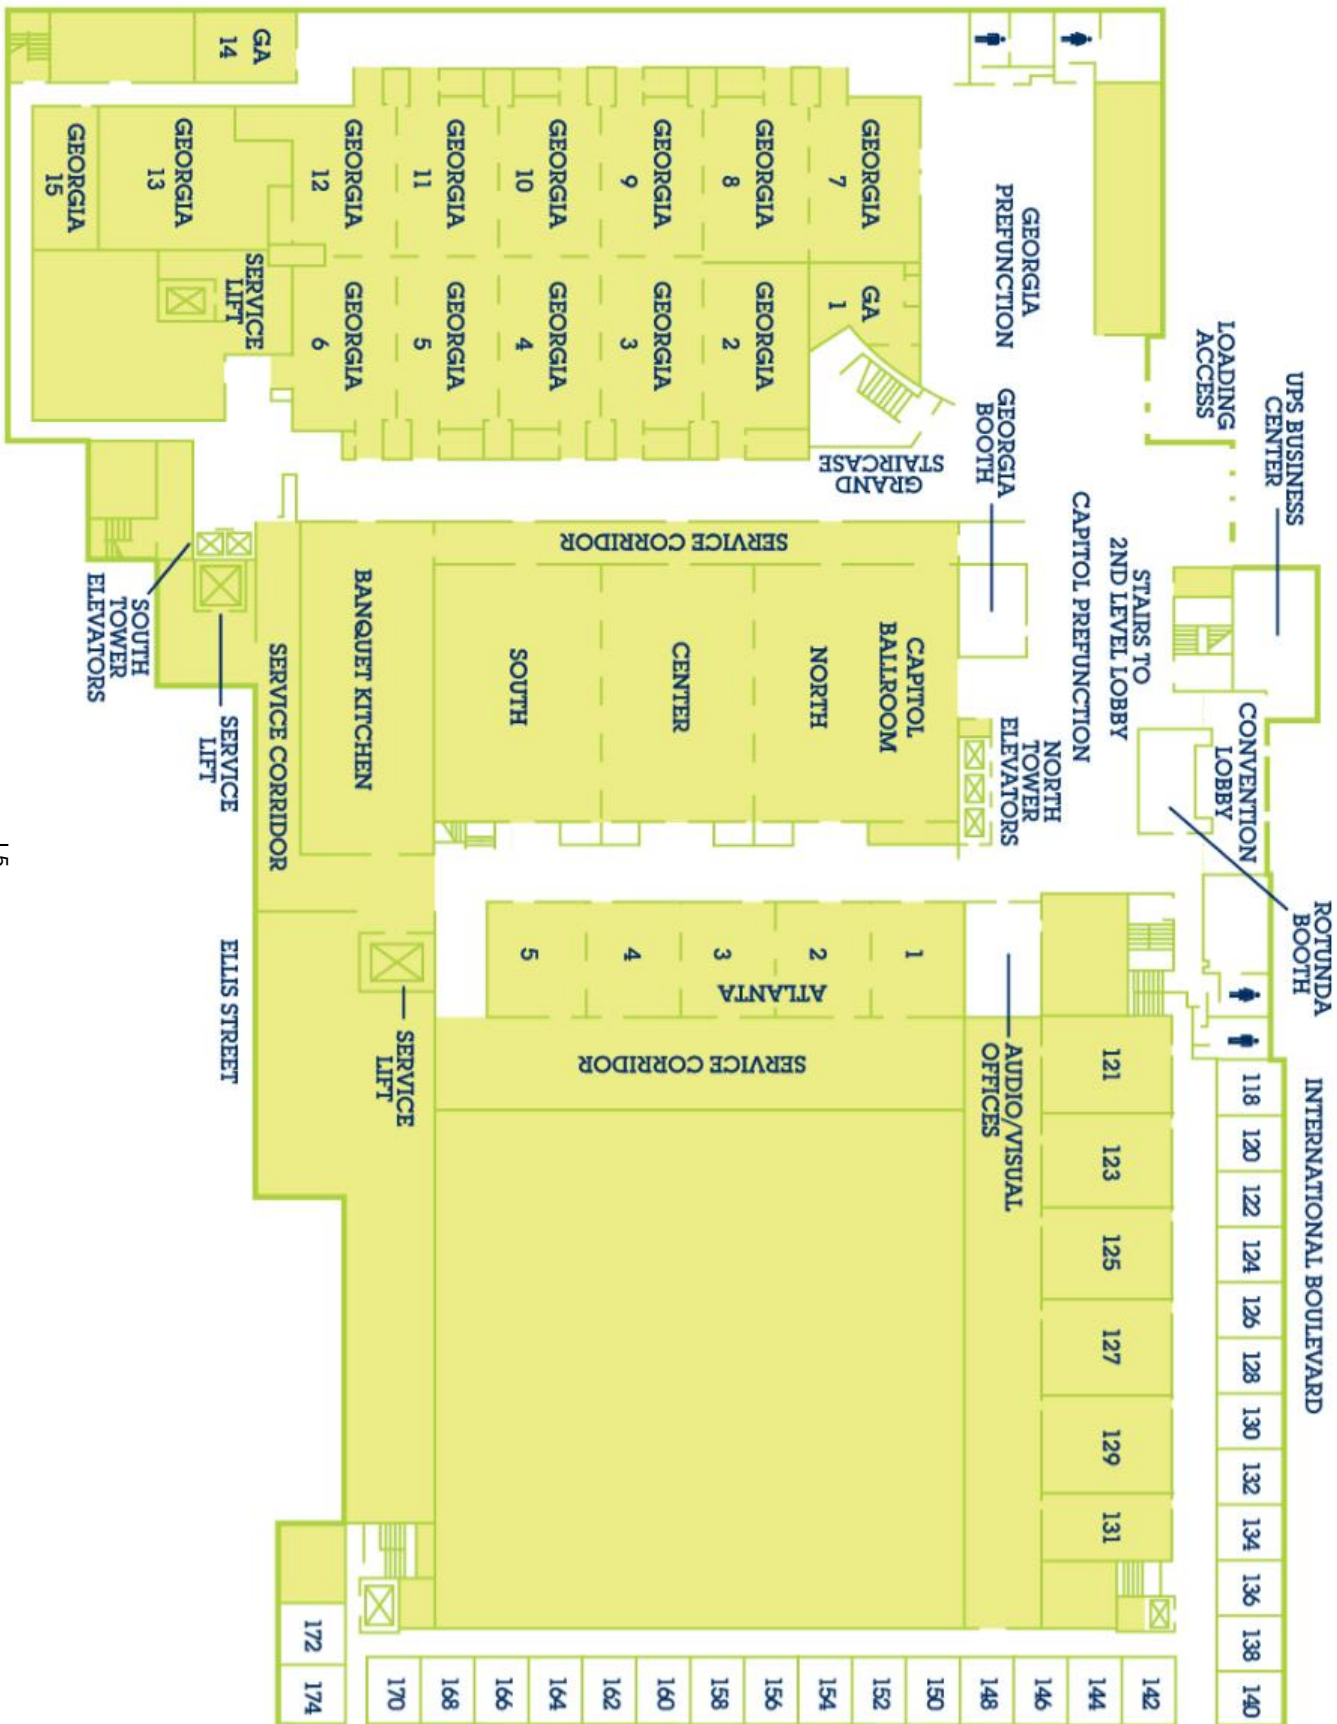 INTERNATIONAL BOULEVARD
UPS BUSINESS
CENTER
ROTUNDA
BOOTH
LOADING
ACCESS
CONVENTION
LOBBY
118
120
122
124
126
128
130
132
134
136
138
140
STAIRS TO
2ND LEVEL LOBBY
CAPITOL PREFUNCTION
121
123
125
127
129
131
142
144
146
148
150
152
154
156
158
160
162
164
166
168
170
172
174
GEORGIA
PREFUNCTION
GEORGIA
BOOTH
NORTH
TOWER
ELEVATORS
AUDIO/VISUAL
OFFICES
GRAND
STAIRCASE
GEORGIA
7
GA
1
GEORGIA
8
GEORGIA
2
GEORGIA
9
GEORGIA
3
GEORGIA
10
GEORGIA
4
GEORGIA
11
GEORGIA
5
GEORGIA
12
GEORGIA
6
GEORGIA
13
GA
14
GEORGIA
15
SERVICE
LIFT
SERVICE CORRIDOR
CAPITOL
BALLROOM
NORTH
CENTER
SOUTH
BANQUET KITCHEN
SERVICE CORRIDOR
ATLANTA
1
2
3
4
5
SERVICE CORRIDOR
SERVICE
LIFT
SERVICE
LIFT
SOUTH
TOWER
ELEVATORS
ELLIS STREET